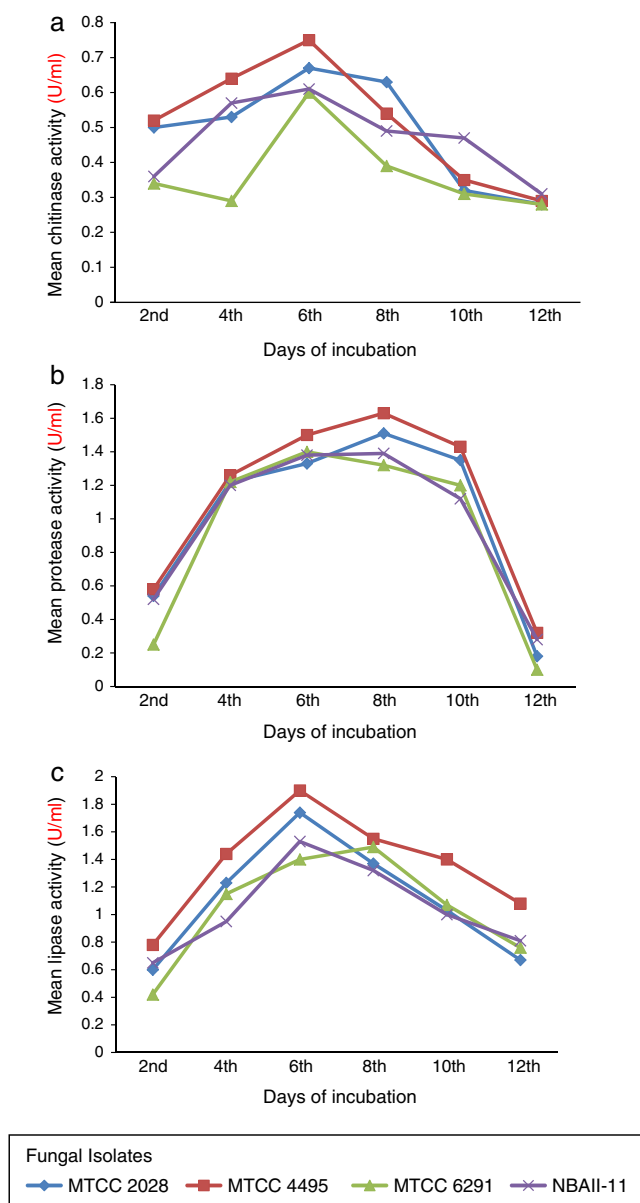 a
Mean chitinase activity (U/ml)
0.8
0.7
0.6
0.5
0.4
0.3
0.2
0.1
0
2nd 4th 6th 8th 10th 12th
Days of incubation
b
Mean protease activity (U/ml)
1.8
1.6
1.4
1.2
1
0.8
0.6
0.4
0.2
0
2nd 4th 6th 8th 10th 12th
Days of incubation
c
Mean lipase activity (U/ml)
2
1.8
1.6
1.4
1.2
1
0.8
0.6
0.4
0.2
0
2nd 4th 6th 8th 10th 12th
Days of incubation
Fungal Isolates
MTCC 2028 MTCC 4495 MTCC 6291 NBAII-11